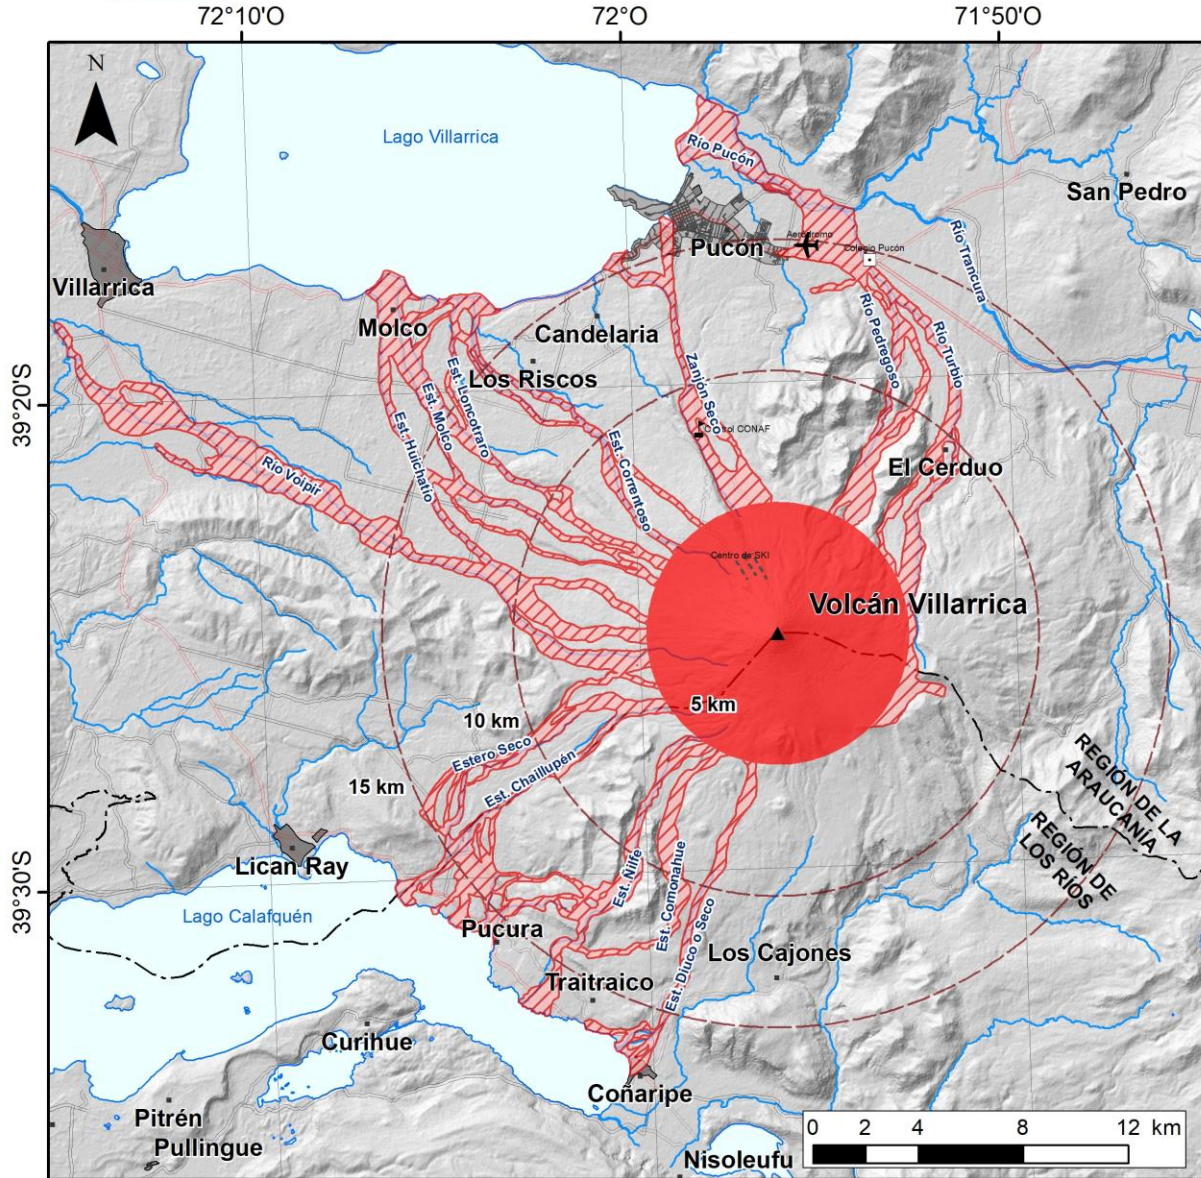 72°10'O
72°O
71°50'O
N
Lago Villarrica
Río Pucón
San Pedro
Pucón
Aeródromo
Colegio Pucón
Río Trancura
Villarrica
Molco
Candelaria
Los Riscos
Río Pedregoso
Río Turbio
Zanjón Seco
Est. Loncotraro
Est. Molco
Est. Huichatio
39°20'S
Control CONAF
El Cerduo
Río Voipir
Est. Correntoso
Centro de SKI
Volcán Villarrica
5 km
10 km
15 km
Estero Seco
Est. Chaillupén
REGIÓN DE LA
ARAUCANÍA
REGIÓN DE
LOS RÍOS
Lican Ray
39°30'S
Lago Calafquén
Est. Ñilfe
Est. Comonahue
Est. Diuco o Seco
Pucura
Los Cajones
Traitraico
Curihue
Coñaripe
Pitrén
Pullingue
Nisoleufu
0 2 4 8 12 km